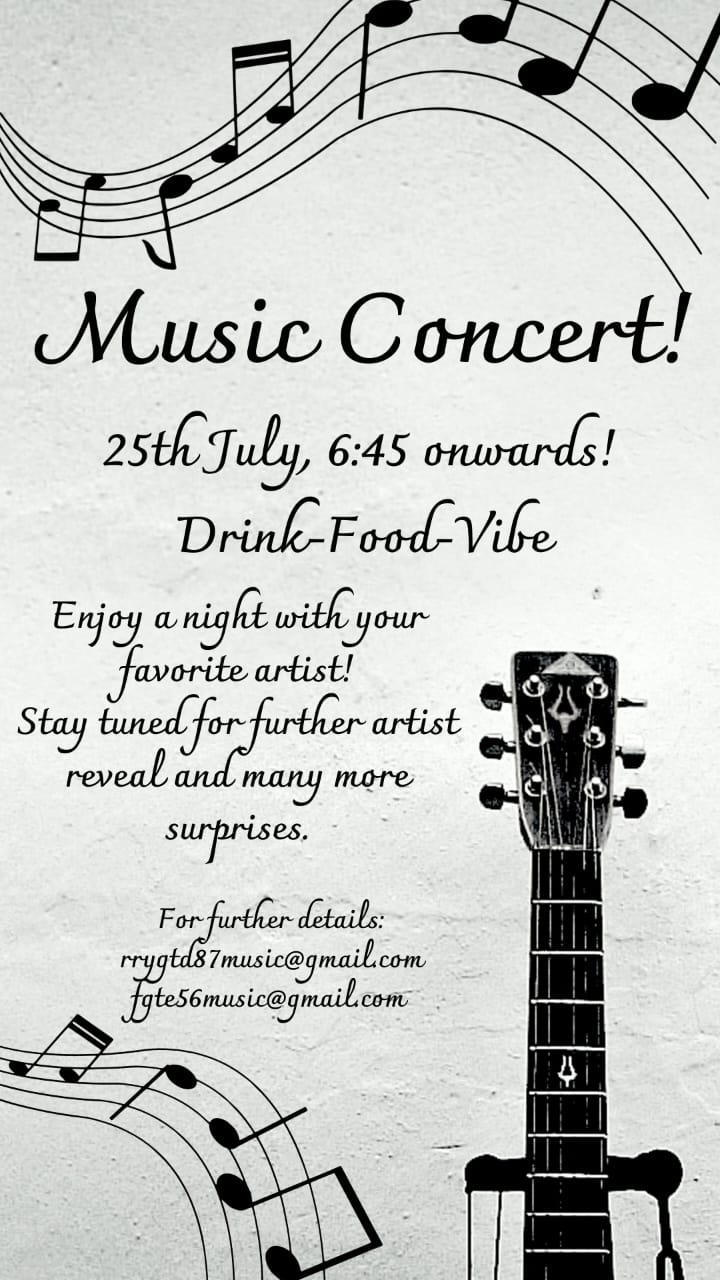 Music Concert!
25th July, 6:45 onwards!
Drink-Food-Vibe
Enjoy a night with your
favorite artist!
Stay tuned for further artist
reveal and many more
surprises.
For further details:
rrygtd87music@gmail.com
fgte56music@gmail.com